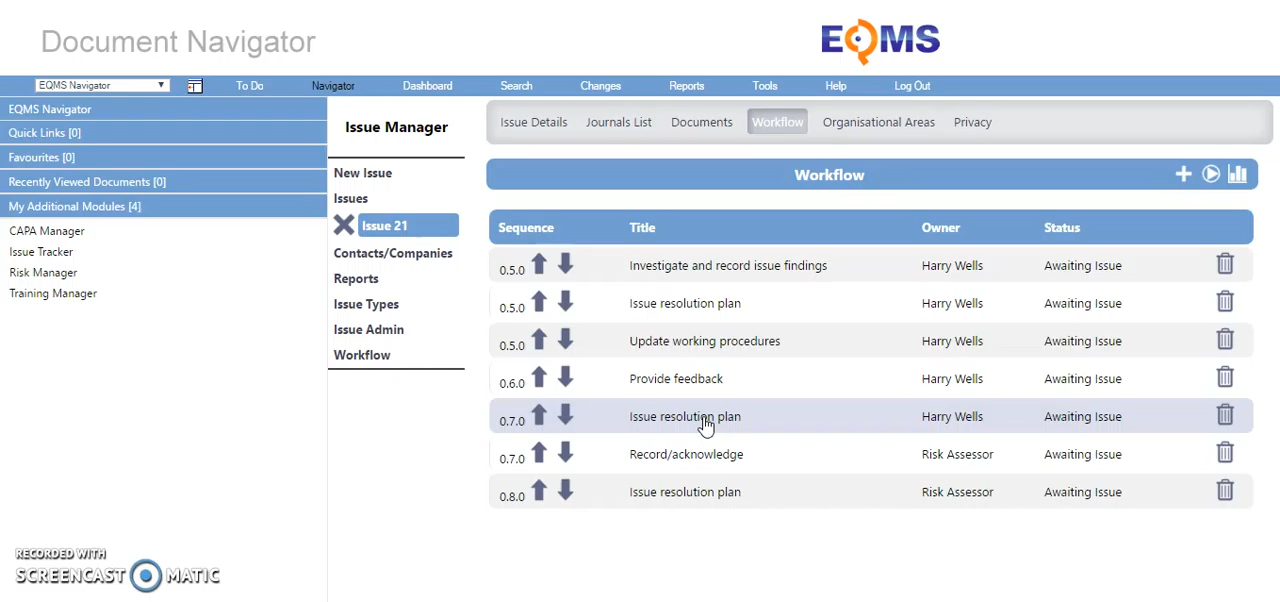 Document Navigator
EQMS
EQMS Navigator
To Do
Navigator
Dashboard
Search
Changes
Reports
Tools
Help
Log Out
EQMS Navigator
Quick Links [0]
Favourites [0]
Recently Viewed Documents [0]
My Additional Modules [4]
CAPA Manager
Issue Tracker
Risk Manager
Training Manager
Issue Manager
New Issue
Issues
Issue 21
Contacts/Companies
Reports
Issue Types
Issue Admin
Workflow
Issue Details Journals List Documents Workflow Organisational Areas Privacy
Workflow
Sequence Title Owner Status
0.5.0 Investigate and record issue findings Harry Wells Awaiting Issue
0.5.0 Issue resolution plan Harry Wells Awaiting Issue
0.5.0 Update working procedures Harry Wells Awaiting Issue
0.6.0 Provide feedback Harry Wells Awaiting Issue
0.7.0 Issue resolution plan Harry Wells Awaiting Issue
0.7.0 Record/acknowledge Risk Assessor Awaiting Issue
0.8.0 Issue resolution plan Risk Assessor Awaiting Issue
RECORDED WITH
SCREENCAST MATIC